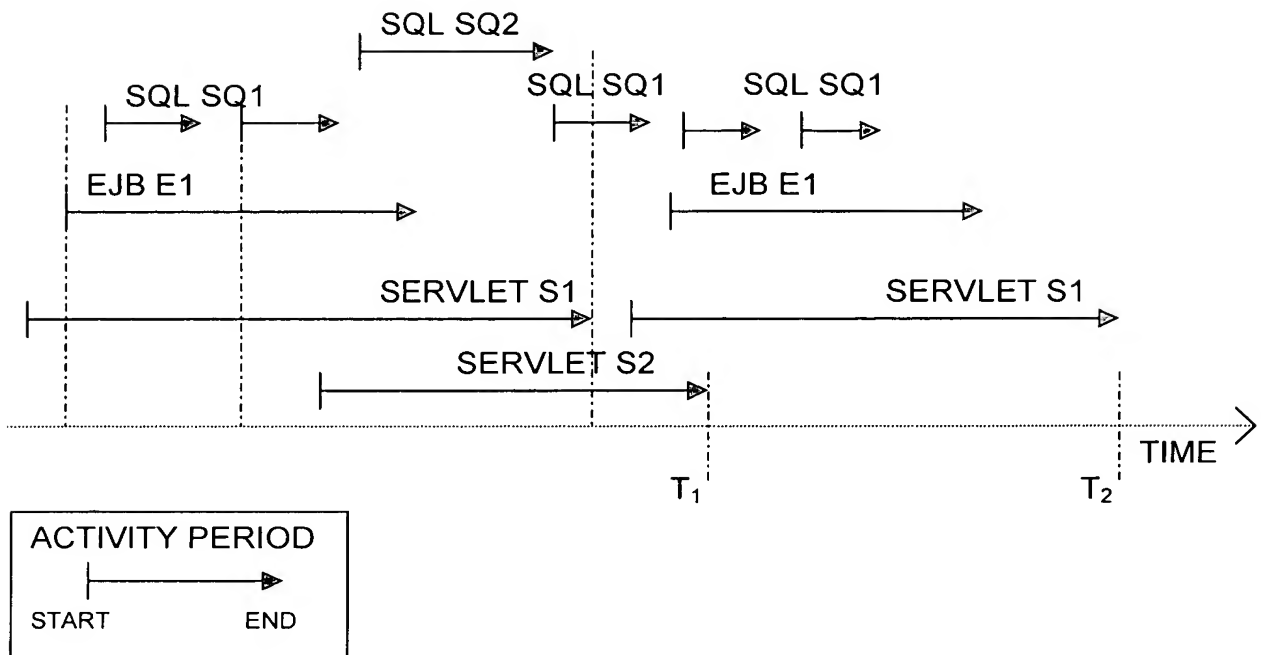 SQL SQ2
SQL SQ1
SQL SQ1
SQL SQ1
EJB E1
EJB E1
SERVLET S1
SERVLET S1
SERVLET S2
TIME
T1
T2
ACTIVITY PERIOD
START
END